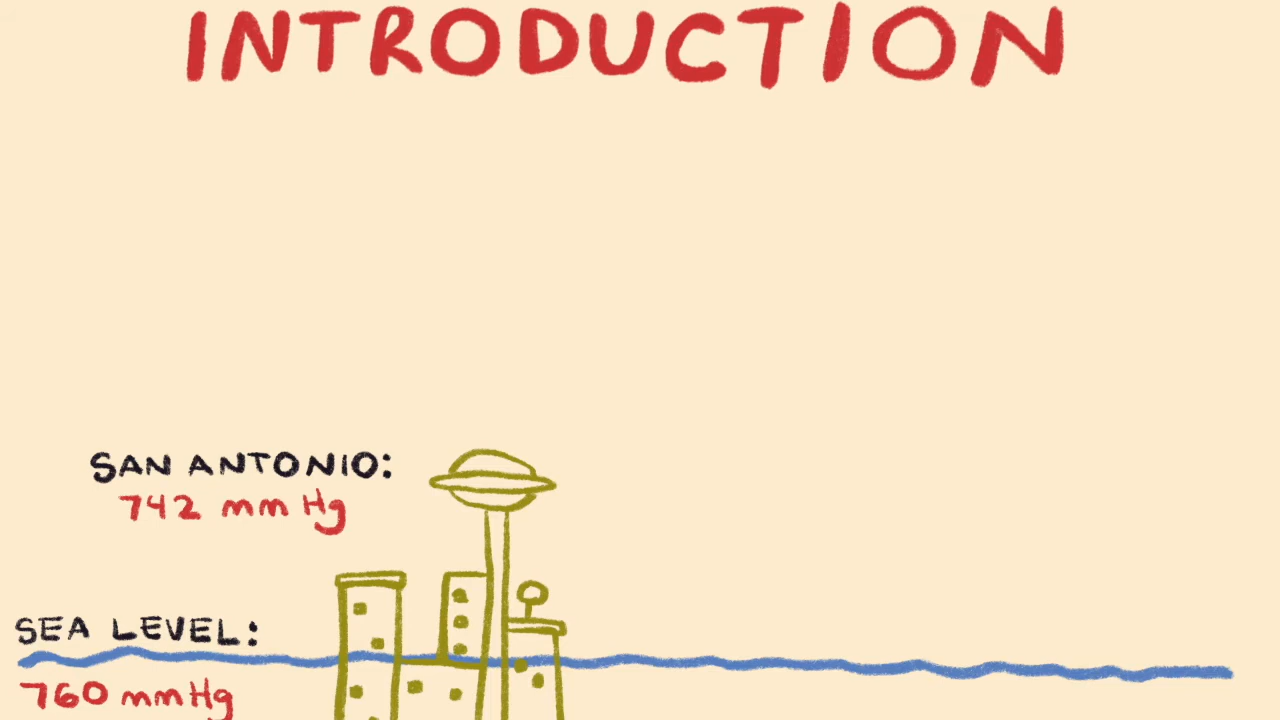 INTRODUCTION
SAN ANTONIO:
742 mm Hg
SEA LEVEL:
760 mm Hg